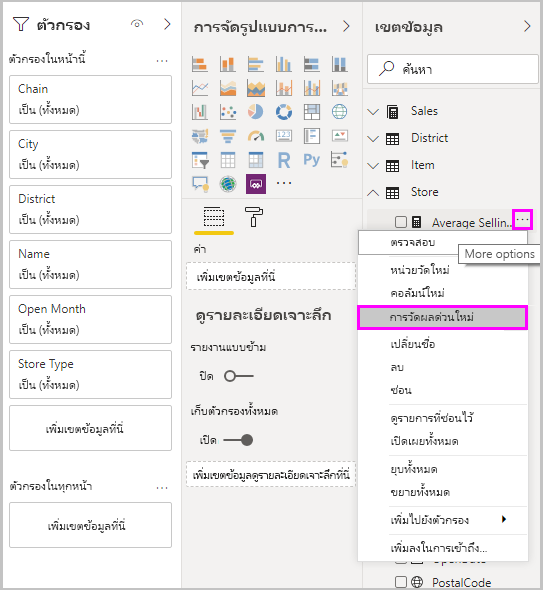 ตัวกรอง
ตัวกรองในหน้านี้
...
Chain
เป็น (ทั้งหมด)
City
เป็น (ทั้งหมด)
District
เป็น (ทั้งหมด)
Name
เป็น (ทั้งหมด)
Open Month
เป็น (ทั้งหมด)
Store Type
เป็น (ทั้งหมด)
เพิ่มเขตข้อมูลที่นี่
ตัวกรองในทุกหน้า
...
เพิ่มเขตข้อมูลที่นี่
การจัดรูปแบบการ...
123
R
Py
...
ค่า
เพิ่มเขตข้อมูลที่นี่
ดูรายละเอียดเจาะลึก
รายงานแบบข้าม
ปิด
เก็บตัวกรองทั้งหมด
เปิด
เพิ่มเขตข้อมูลดูรายละเอียดเจาะลึกที่นี่
เขตข้อมูล
ค้นหา
Sales
District
Item
Store
Average Sellin...
...
ตรวจสอบ
More options
หน่วยวัดใหม่
คอลัมน์ใหม่
การวัดผลด่วนใหม่
เปลี่ยนชื่อ
ลบ
ซ่อน
ดูรายการที่ซ่อนไว้
เปิดเผยทั้งหมด
ยุบทั้งหมด
ขยายทั้งหมด
เพิ่มไปยังตัวกรอง
เพิ่มลงในการเข้าถึง...
PostalCode